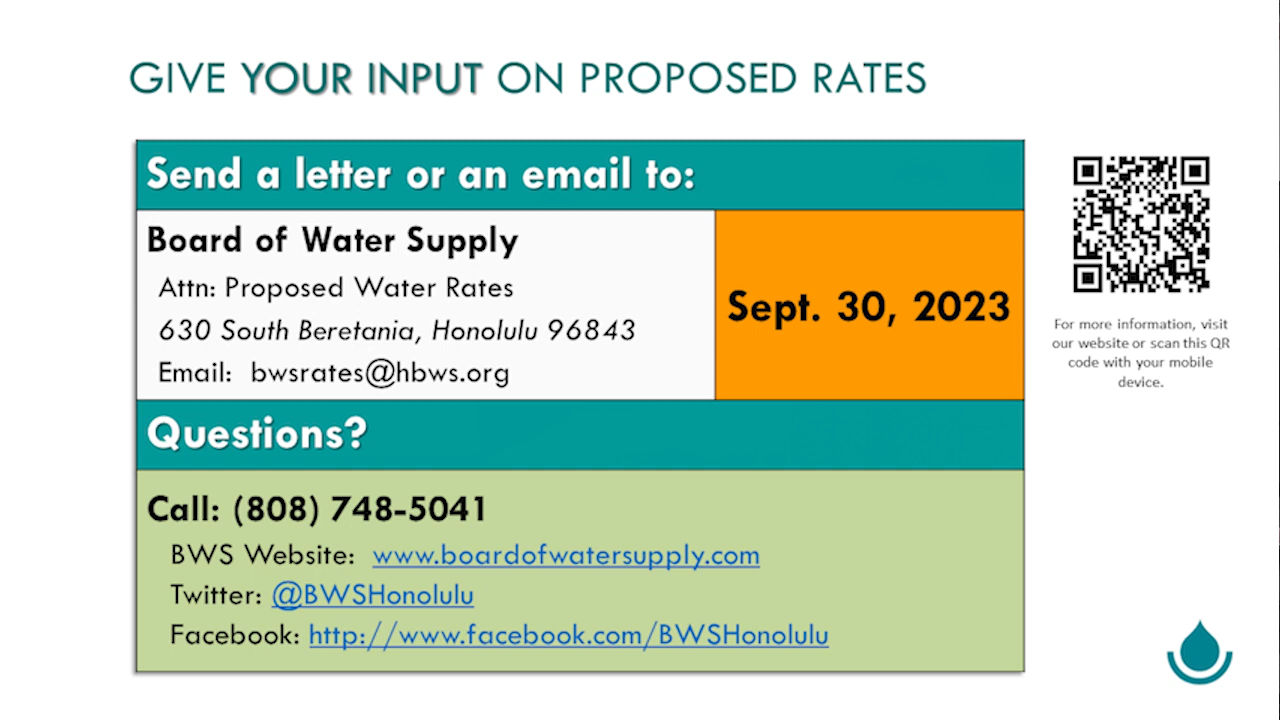 GIVE YOUR INPUT ON PROPOSED RATES
Send a letter or an email to:
Board of Water Supply
Attn: Proposed Water Rates
630 South Beretania, Honolulu 96843
Email: bwsrates@hbws.org
Sept. 30, 2023
Questions?
Call: (808) 748-5041
BWS Website: www.boardofwatersupply.com
Twitter: @BWSHonolulu
Facebook: http://www.facebook.com/BWSHonolulu
For more information, visit
our website or scan this QR
code with your mobile
device.